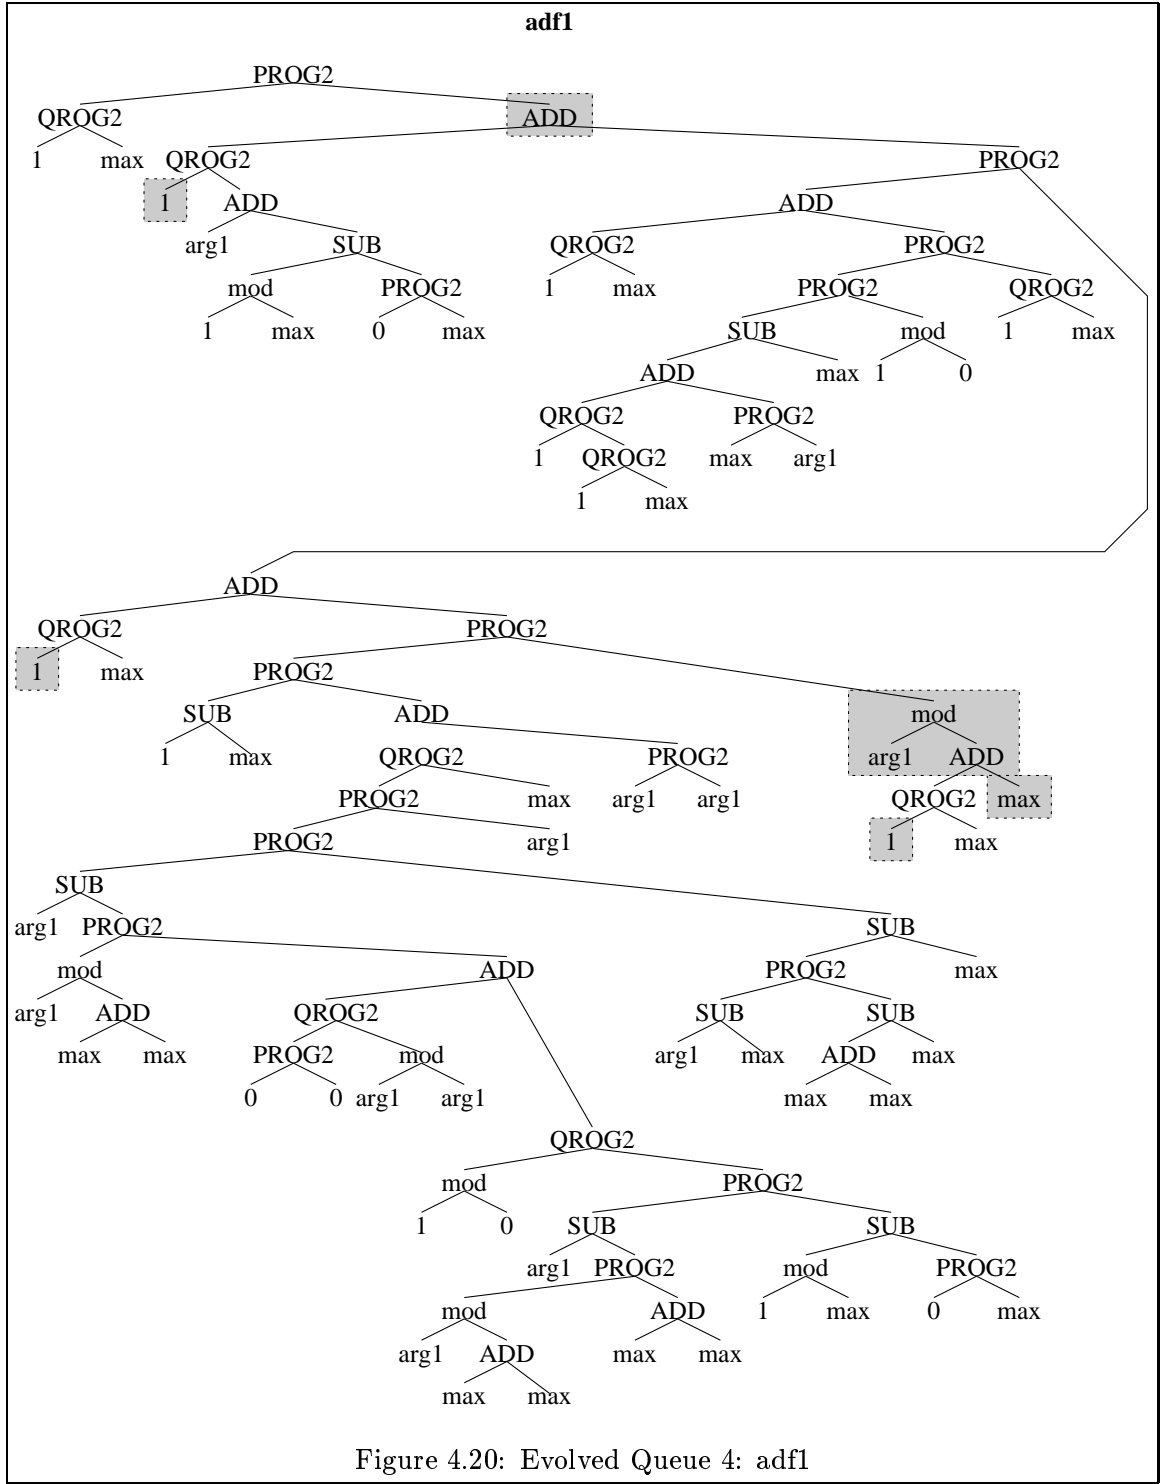 adf1
PROG2
QROG2 ADD
1 max QROG2 PROG2
1 ADD ADD
arg1 SUB QROG2 PROG2
mod PROG2 1 max PROG2 QROG2
1 max 0 max SUB mod 1 max
ADD max 1 0
QROG2 PROG2
1 QROG2 max arg1
1 max
ADD
QROG2 PROG2
1 max PROG2
SUB ADD mod
1 max QROG2 PROG2 arg1 ADD
PROG2 max arg1 arg1 QROG2 max
PROG2 arg1 1 max
SUB
arg1 PROG2 SUB
mod ADD PROG2 max
arg1 ADD QROG2 SUB SUB
max max PROG2 mod arg1 max ADD max
0 0 arg1 arg1 max max
QROG2
mod PROG2
1 0 SUB SUB
arg1 PROG2 mod PROG2
mod ADD 1 max 0 max
arg1 ADD max max
max max
Figure 4.20: Evolved Queue 4: adf1